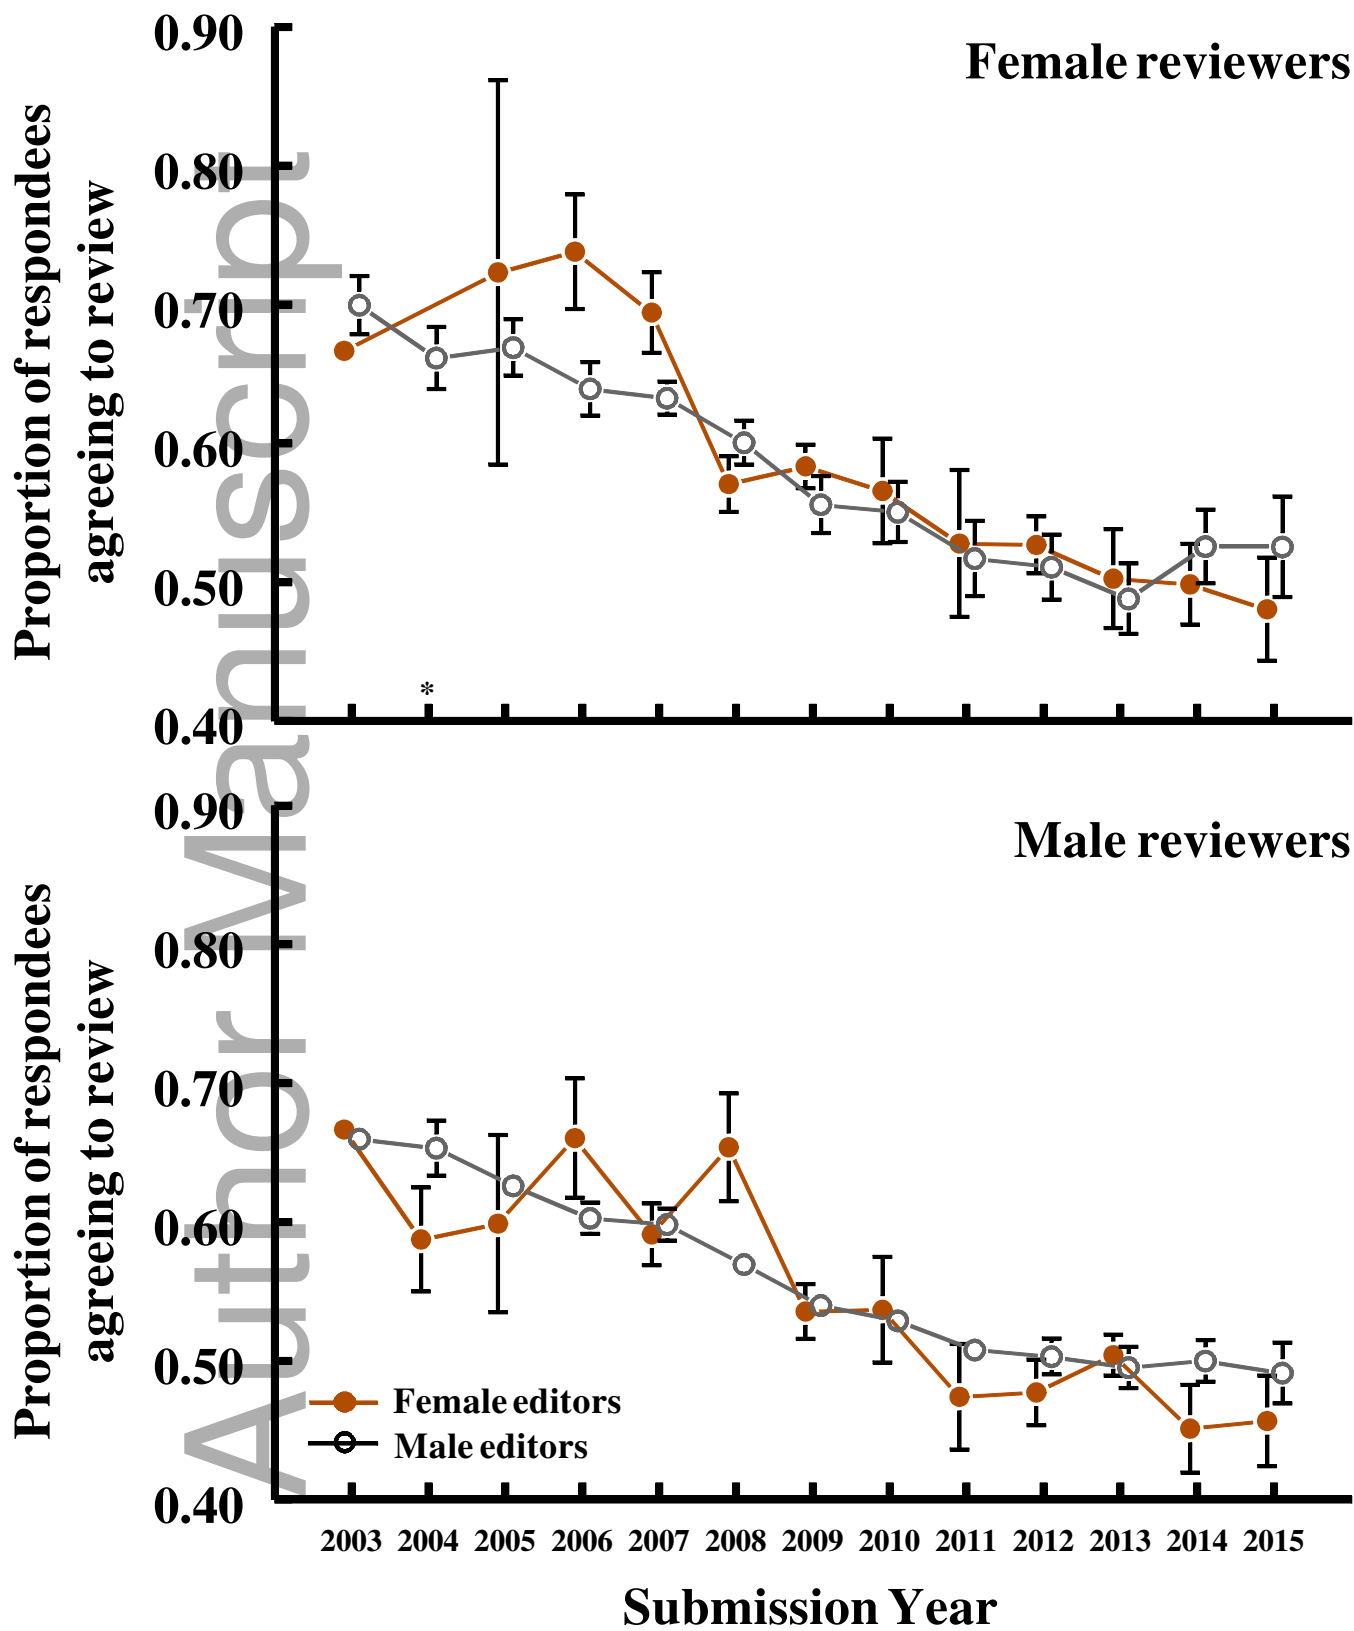 Female reviewers
Proportion of respondees
agreeing to review
0.90
0.80
0.70
0.60
0.50
0.40
*
Male reviewers
Proportion of respondees
agreeing to review
0.90
0.80
0.70
0.60
0.50
0.40
Female editors
Male editors
2003 2004 2005 2006 2007 2008 2009 2010 2011 2012 2013 2014 2015
Submission Year
Author Manuscript